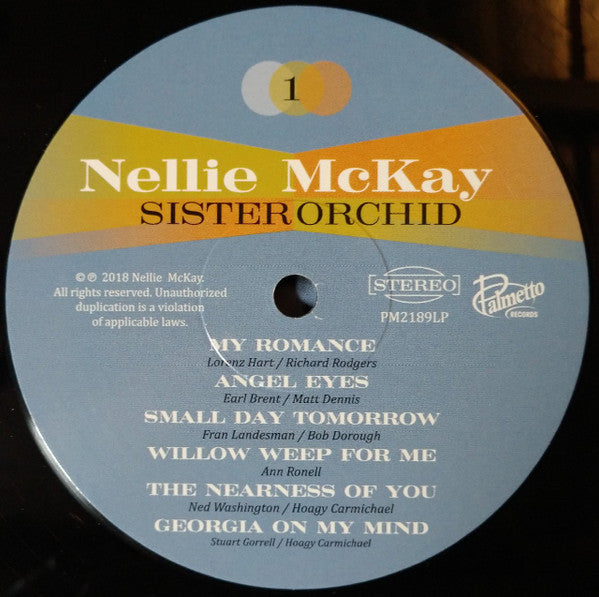 1
Nellie McKay
SISTER ORCHID
©℗ 2018 Nellie McKay.
All rights reserved. Unauthorized
duplication is a violation
of applicable laws.
STEREO
PM2189LP
Palmetto
RECORDS
MY ROMANCE
Lorenz Hart / Richard Rodgers
ANGEL EYES
Earl Brent / Matt Dennis
SMALL DAY TOMORROW
Fran Landesman / Bob Dorough
WILLOW WEEP FOR ME
Ann Ronell
THE NEARNESS OF YOU
Ned Washington / Hoagy Carmichael
GEORGIA ON MY MIND
Stuart Gorrell / Hoagy Carmichael